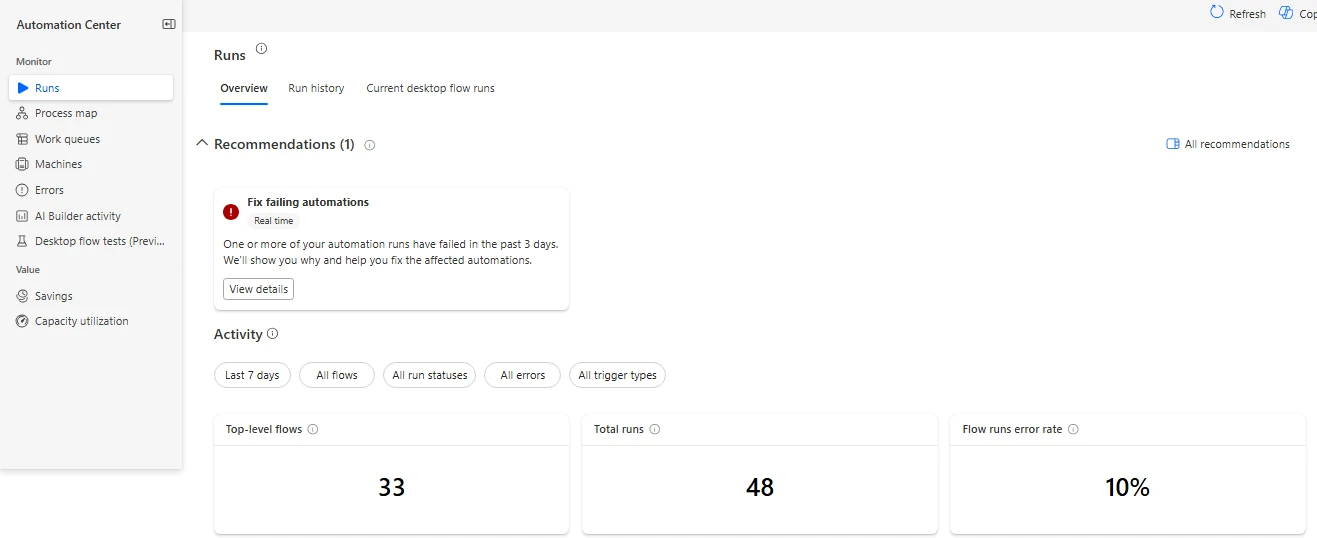 Automation Center
Refresh
Monitor
Runs
Process map
Work queues
Machines
Errors
AI Builder activity
Desktop flow tests (Previ...
Value
Savings
Capacity utilization
Runs
Overview
Run history
Current desktop flow runs
Recommendations (1)
All recommendations
Fix failing automations
Real time
One or more of your automation runs have failed in the past 3 days.
We'll show you why and help you fix the affected automations.
View details
Activity
Last 7 days
All flows
All run statuses
All errors
All trigger types
Top-level flows
33
Total runs
48
Flow runs error rate
10%